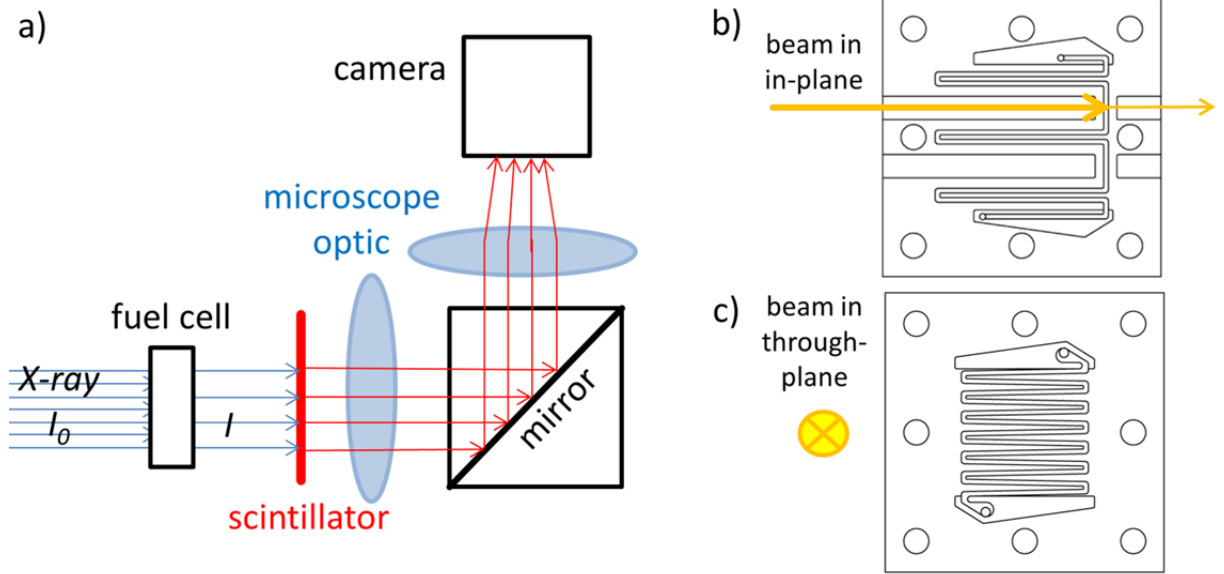 a)
camera
microscope
optic
fuel cell
X-ray
I0
I
mirror
scintillator
b)
beam in
in-plane
c)
beam in
through-
plane